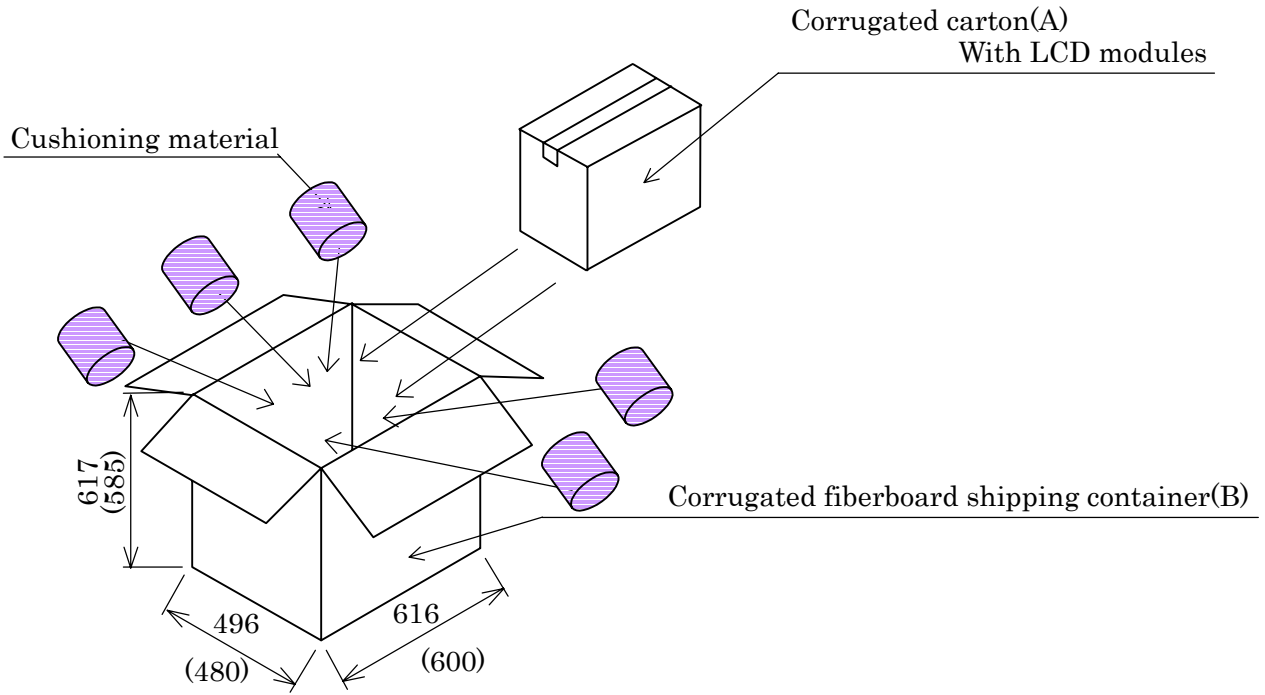 Corrugated carton(A)
With LCD modules
Cushioning material
617
(585)
Corrugated fiberboard shipping container(B)
496
(480)
616
(600)